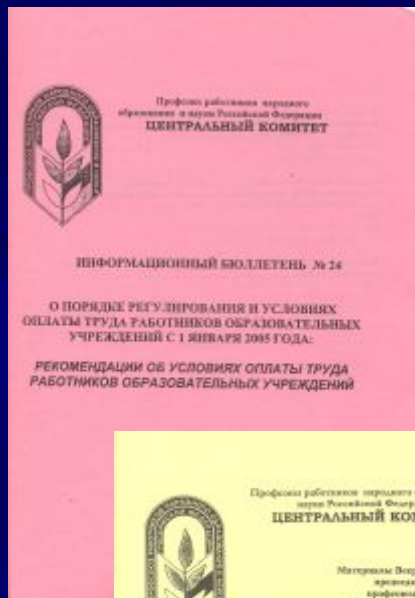 Профсоюз работников народного
образования и науки Российской Федерации
ЦЕНТРАЛЬНЫЙ КОМИТЕТ
ИНФОРМАЦИОННЫЙ БЮЛЛЕТЕНЬ № 24
О ПОРЯДКЕ РЕГУЛИРОВАНИЯ И УСЛОВИЯХ
ОПЛАТЫ ТРУДА РАБОТНИКОВ ОБРАЗОВАТЕЛЬНЫХ
УЧРЕЖДЕНИЙ С 1 ЯНВАРЯ 2005 ГОДА:
РЕКОМЕНДАЦИИ ОБ УСЛОВИЯХ ОПЛАТЫ ТРУДА
РАБОТНИКОВ ОБРАЗОВАТЕЛЬНЫХ УЧРЕЖДЕНИЙ
Профсоюз работников народного
науки Российской
ЦЕНТРАЛЬНЫЙ КОМ
Материалы